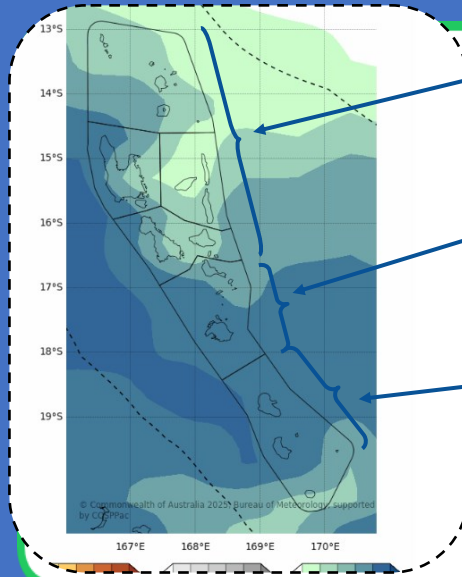 13°S
14°S
15°S
16°S
17°S
18°S
19°S
© Commonwealth of Australia 2025, Bureau of Meteorology, supported
by COSPPac
167°E 168°E 169°E 170°E